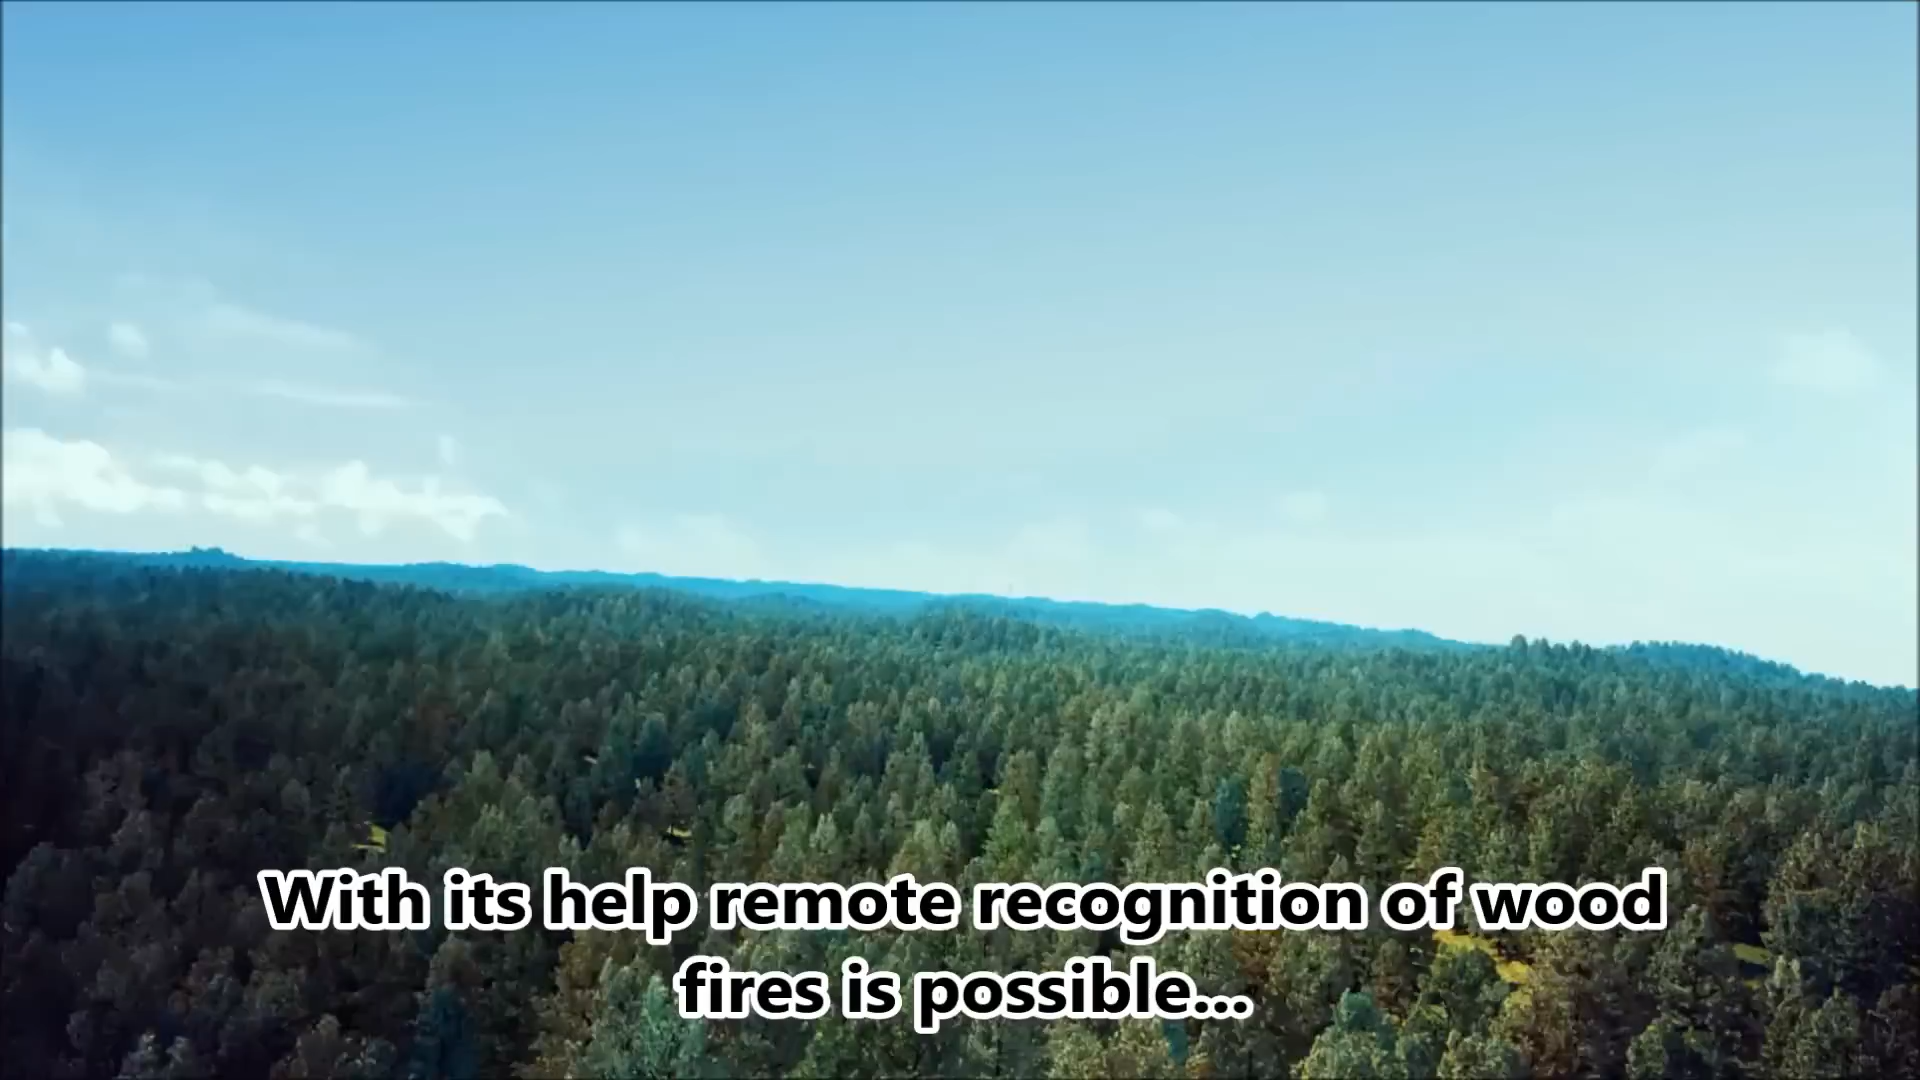 With its help remote recognition of wood
fires is possible...